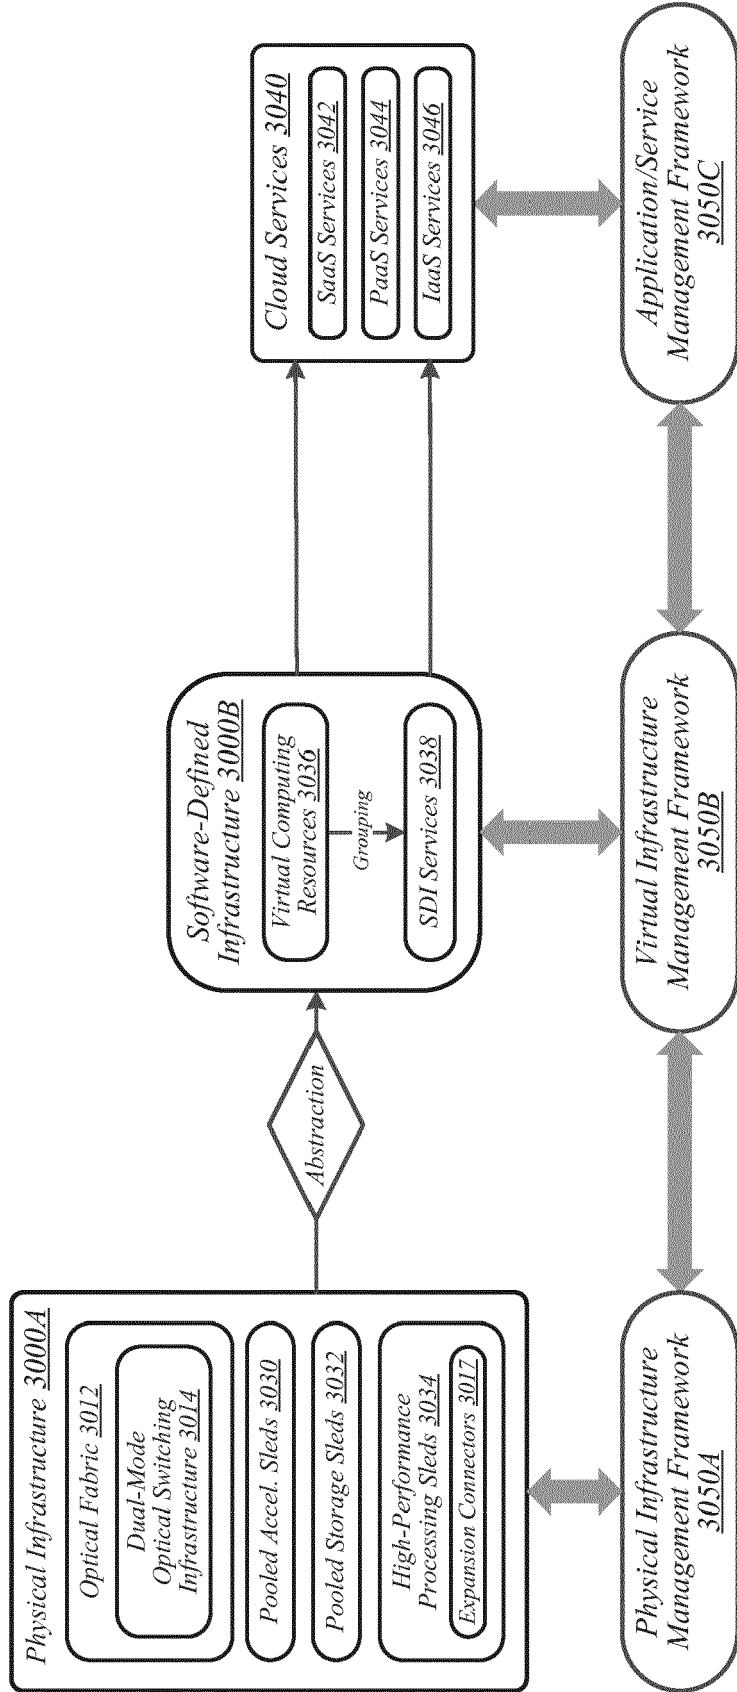 Physical Infrastructure 3000A
Optical Fabric 3012
Dual-Mode
Optical Switching
Infrastructure 3014
Pooled Accel. Sleds 3030
Pooled Storage Sleds 3032
High-Performance
Processing Sleds 3034
Expansion Connectors 3017
Abstraction
Software-Defined
Infrastructure 3000B
Virtual Computing
Resources 3036
Grouping
SDI Services 3038
Cloud Services 3040
SaaS Services 3042
PaaS Services 3044
IaaS Services 3046
Physical Infrastructure
Management Framework
3050A
Virtual Infrastructure
Management Framework
3050B
Application/Service
Management Framework
3050C